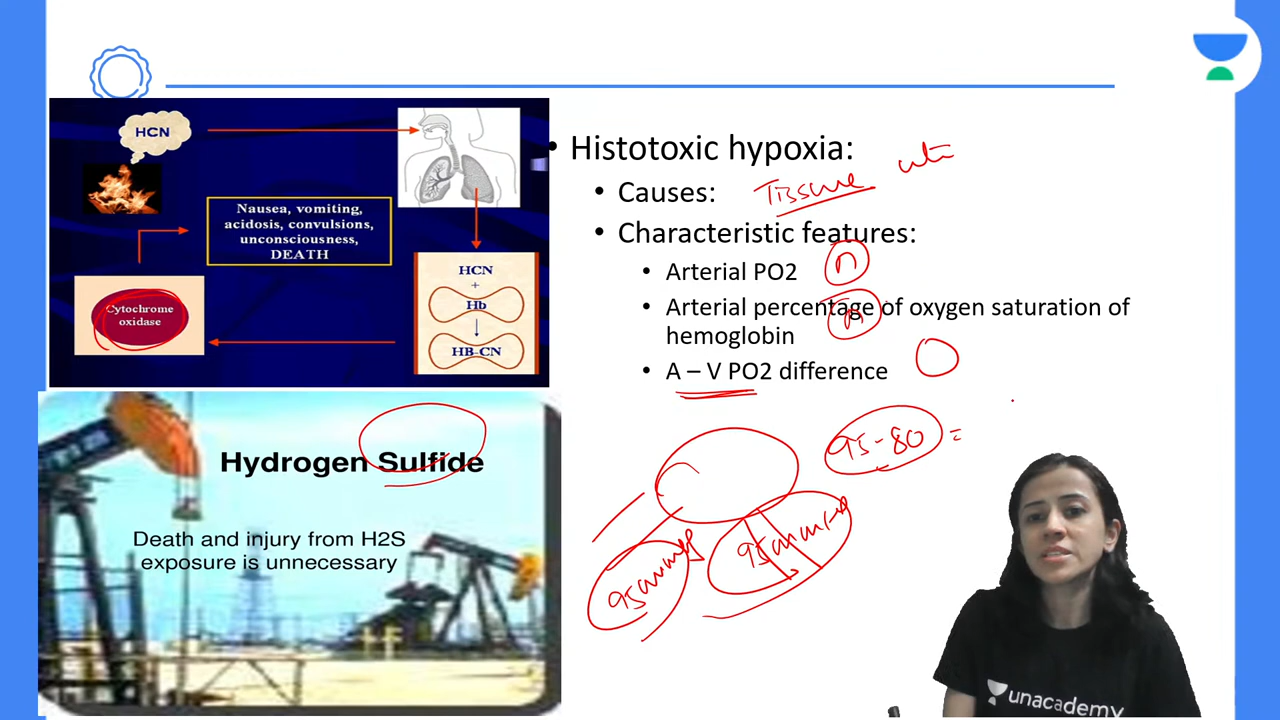 HCN
Nausea, vomiting,
acidosis, convulsions,
unconsciousness,
DEATH
Cytochrome
oxidase
HCN
+
Hb
HB-CN
Hydrogen Sulfide
Death and injury from H2S
exposure is unnecessary
• Histotoxic hypoxia:
• Causes: Tissue
• Characteristic features:
• Arterial PO2 n
• Arterial percentage of oxygen saturation of
hemoglobin n
• A – V PO2 difference
95-80 =
95mmHg
95mmHg
unacademy